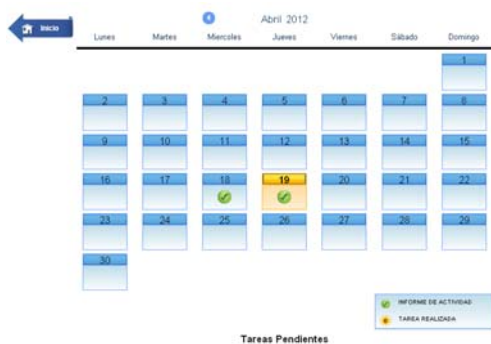 Inicio
Abril 2012
Lunes Martes Miercoles Jueves Viernes Sábado Domingo
1
2 3 4 5 6 7 8
9 10 11 12 13 14 15
16 17 18 19 20 21 22
23 24 25 26 27 28 29
30
INFORME DE ACTIVIDAD
TAREA REALIZADA
Tareas Pendientes